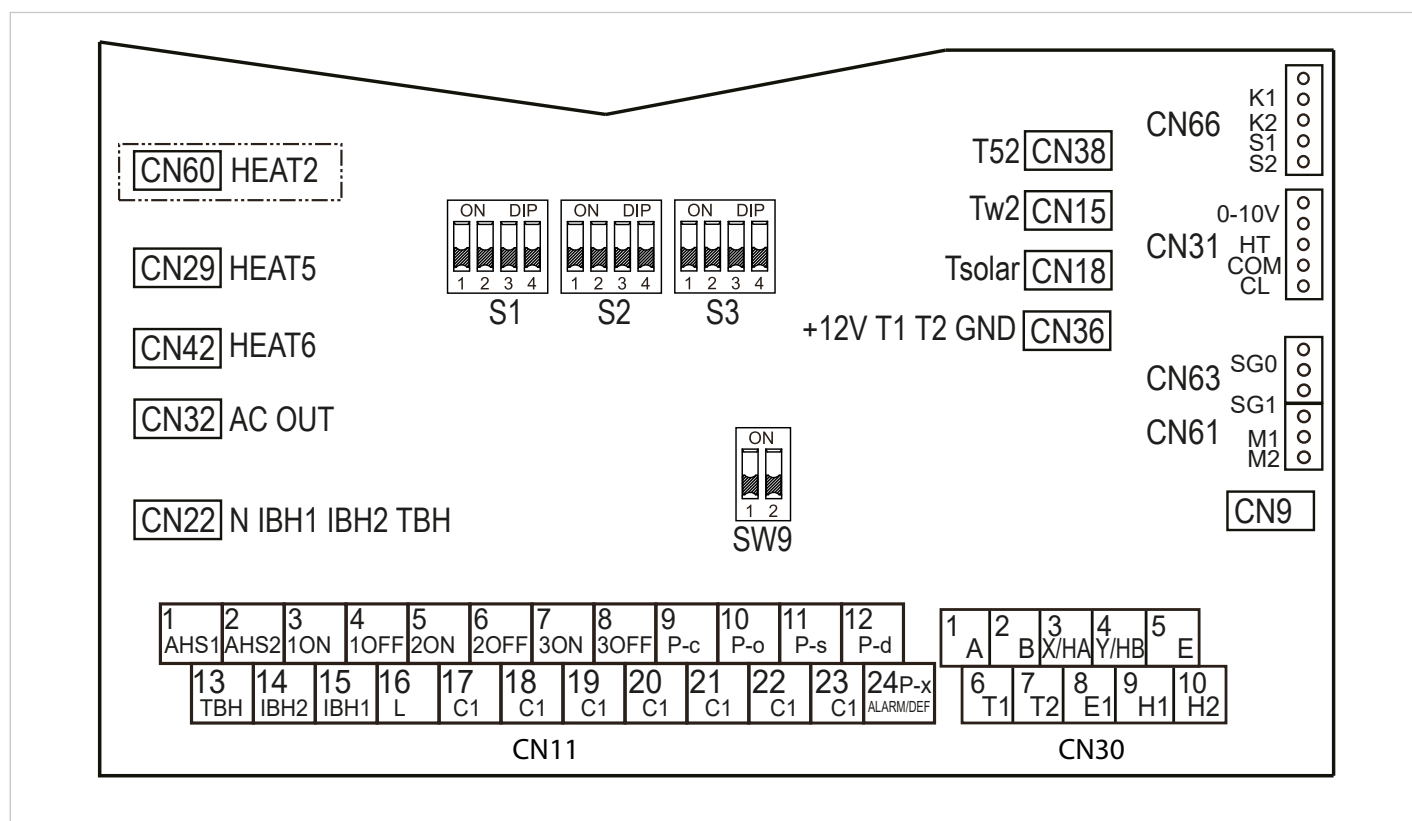 CN60 HEAT2
CN29 HEAT5
CN42 HEAT6
CN32 AC OUT
CN22 N IBH1 IBH2 TBH
ON DIP
1 2 3 4
S1
ON DIP
1 2 3 4
S2
ON DIP
1 2 3 4
S3
ON
1 2
SW9
T52 CN38
Tw2 CN15
Tsolar CN18
+12V T1 T2 GND CN36
CN66
K1
K2
S1
S2
CN31
0-10V
HT
COM
CL
CN63
SG0
SG1
CN61
M1
M2
CN9
1 2 3 4 5 6 7 8 9 10 11 12
AHS1 AHS2 1ON 1OFF 2ON 2OFF 3ON 3OFF P-c P-o P-s P-d
13 14 15 16 17 18 19 20 21 22 23 24 P-x
TBH IBH2 IBH1 L C1 C1 C1 C1 C1 C1 C1 ALARM/DEF
CN11
1 2 3 4 5
A B X/HA Y/HB E
6 7 8 9 10
T1 T2 E1 H1 H2
CN30